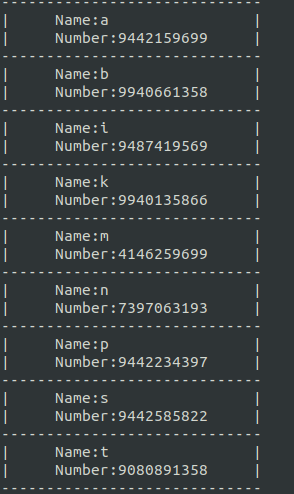 ------------------------------
|     Name:a                 |
|     Number:9442159699      |
------------------------------
|     Name:b                 |
|     Number:9940661358      |
------------------------------
|     Name:i                 |
|     Number:9487419569      |
------------------------------
|     Name:k                 |
|     Number:9940135866      |
------------------------------
|     Name:m                 |
|     Number:4146259699      |
------------------------------
|     Name:n                 |
|     Number:7397063193      |
------------------------------
|     Name:p                 |
|     Number:9442234397      |
------------------------------
|     Name:s                 |
|     Number:9442585822      |
------------------------------
|     Name:t                 |
|     Number:9080891358      |
------------------------------